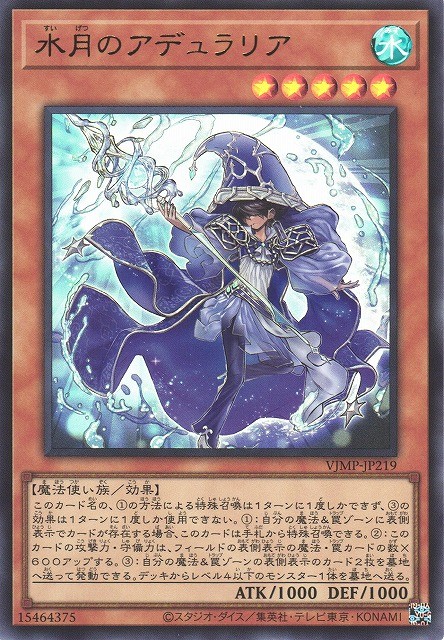 水月のアデュラリア
水
VJMP-JP219
【魔法使い族／効果】
このカード名の、①の方法による特殊召喚は1ターンに1度しかできず、③の
効果は1ターンに1度しか使用できない。①：自分の魔法&罠ゾーンに表側
表示でカードが存在する場合、このカードは手札から特殊召喚できる。②：この
カードの攻撃力・守備力は、フィールドの表側表示の魔法・罠カードの数×
６００アップする。③：自分の魔法&罠ゾーンの表側表示のカード2枚を墓地
へ送って発動できる。デッキからレベル４以下のモンスター1体を墓地へ送る。
ATK/1000 DEF/1000
15464375
©スタジオ・ダイス/集英社・テレビ東京・KONAMI